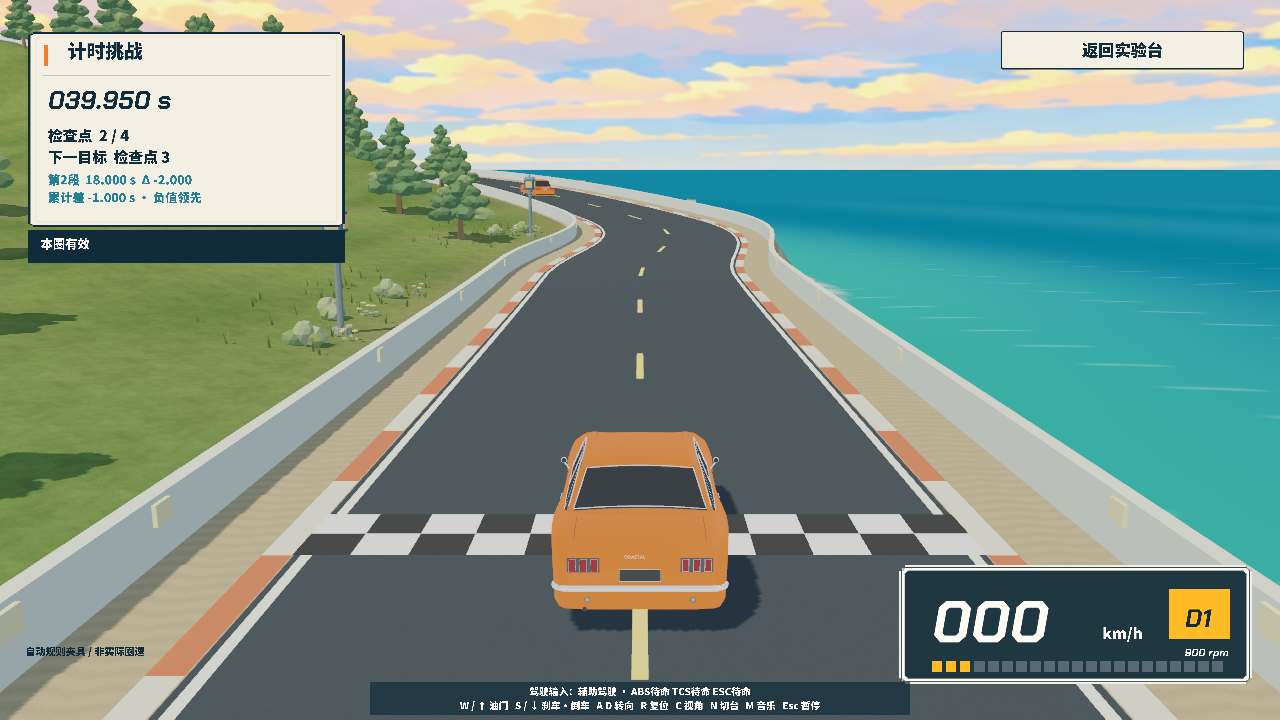 计时挑战
039.950 s
检查点 2 / 4
下一目标 检查点 3
第2段 18.000 s Δ -2.000
累计差 -1.000 s · 负值领先
本圈有效
返回实验台
COASTAL
000 km/h D1
800 rpm
自动规则夹具 / 非实际圈速
驾驶输入：辅助驾驶 · ABS待命 TCS待命 ESC待命
W / ↑ 油门 S / ↓ 刹车·倒车 A D 转向 R 复位 C 视角 N 切台 M 音乐 Esc 暂停